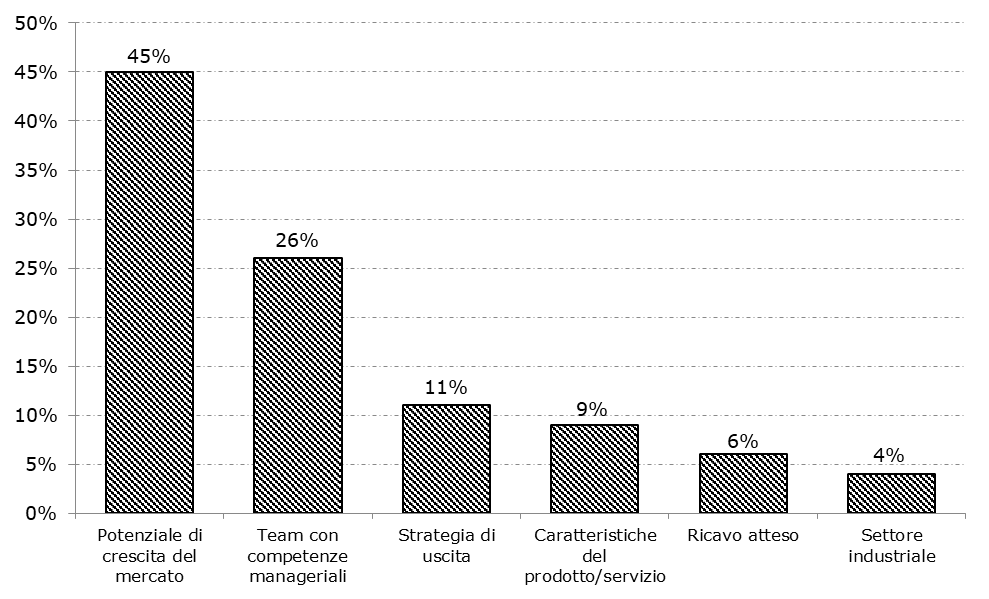 50%
45%
40%
35%
30%
25%
20%
15%
10%
5%
0%
45%
26%
11%
9%
6%
4%
Potenziale di
crescita del
mercato
Team con
competenze
manageriali
Strategia di
uscita
Caratteristiche
del
prodotto/servizio
Ricavo atteso
Settore
industriale